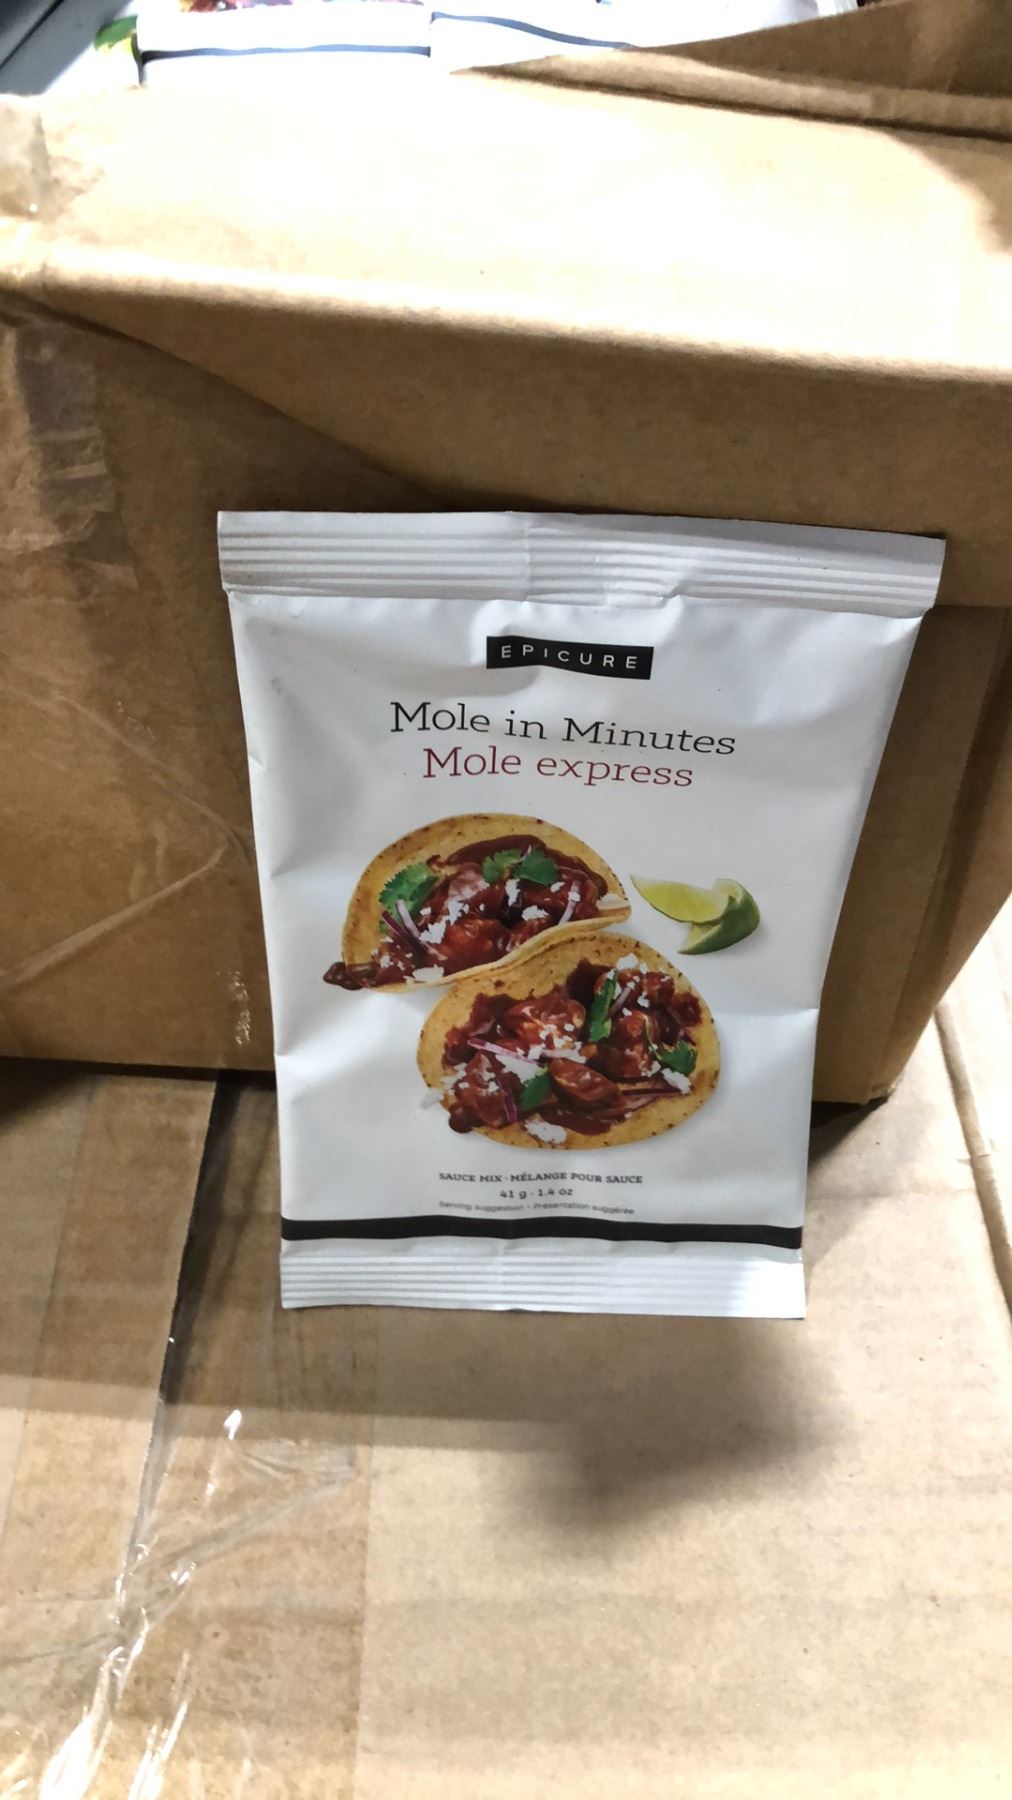 EPICURE
Mole in Minutes
Mole express
SAUCE MIX · MÉLANGE POUR SAUCE
41 g · 1.4 oz
Serving suggestion · Présentation suggérée